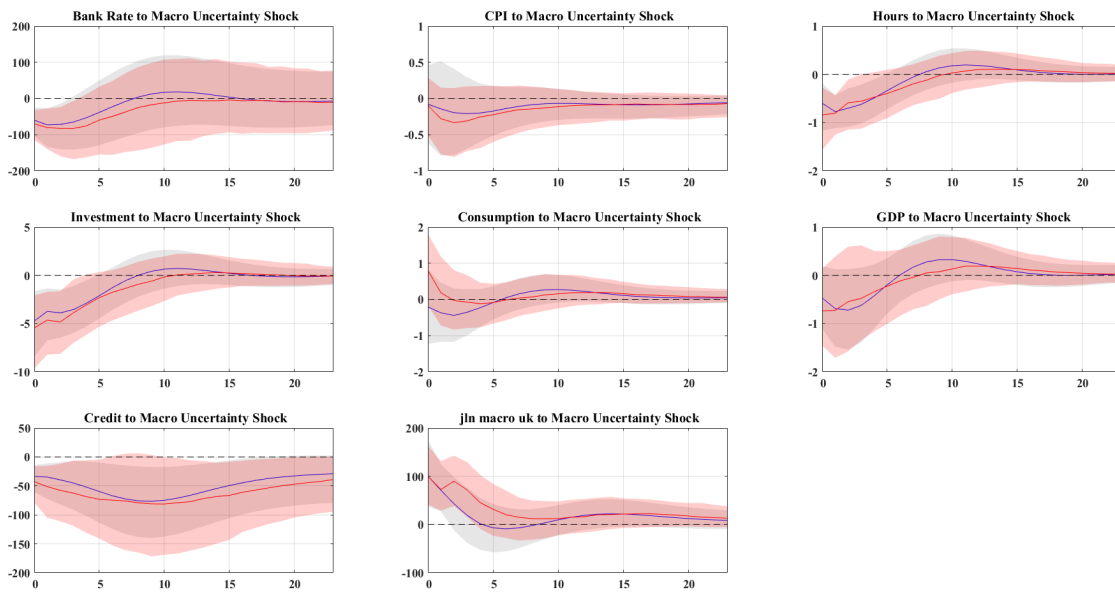 Bank Rate to Macro Uncertainty Shock
200
100
0
-100
-200
0 5 10 15 20
CPI to Macro Uncertainty Shock
1
0.5
0
-0.5
-1
0 5 10 15 20
Hours to Macro Uncertainty Shock
1
0
-1
-2
0 5 10 15 20
Investment to Macro Uncertainty Shock
5
0
-5
-10
0 5 10 15 20
Consumption to Macro Uncertainty Shock
2
1
0
-1
-2
0 5 10 15 20
GDP to Macro Uncertainty Shock
1
0
-1
-2
0 5 10 15 20
Credit to Macro Uncertainty Shock
50
0
-50
-100
-150
-200
0 5 10 15 20
jln macro uk to Macro Uncertainty Shock
200
100
0
-100
0 5 10 15 20